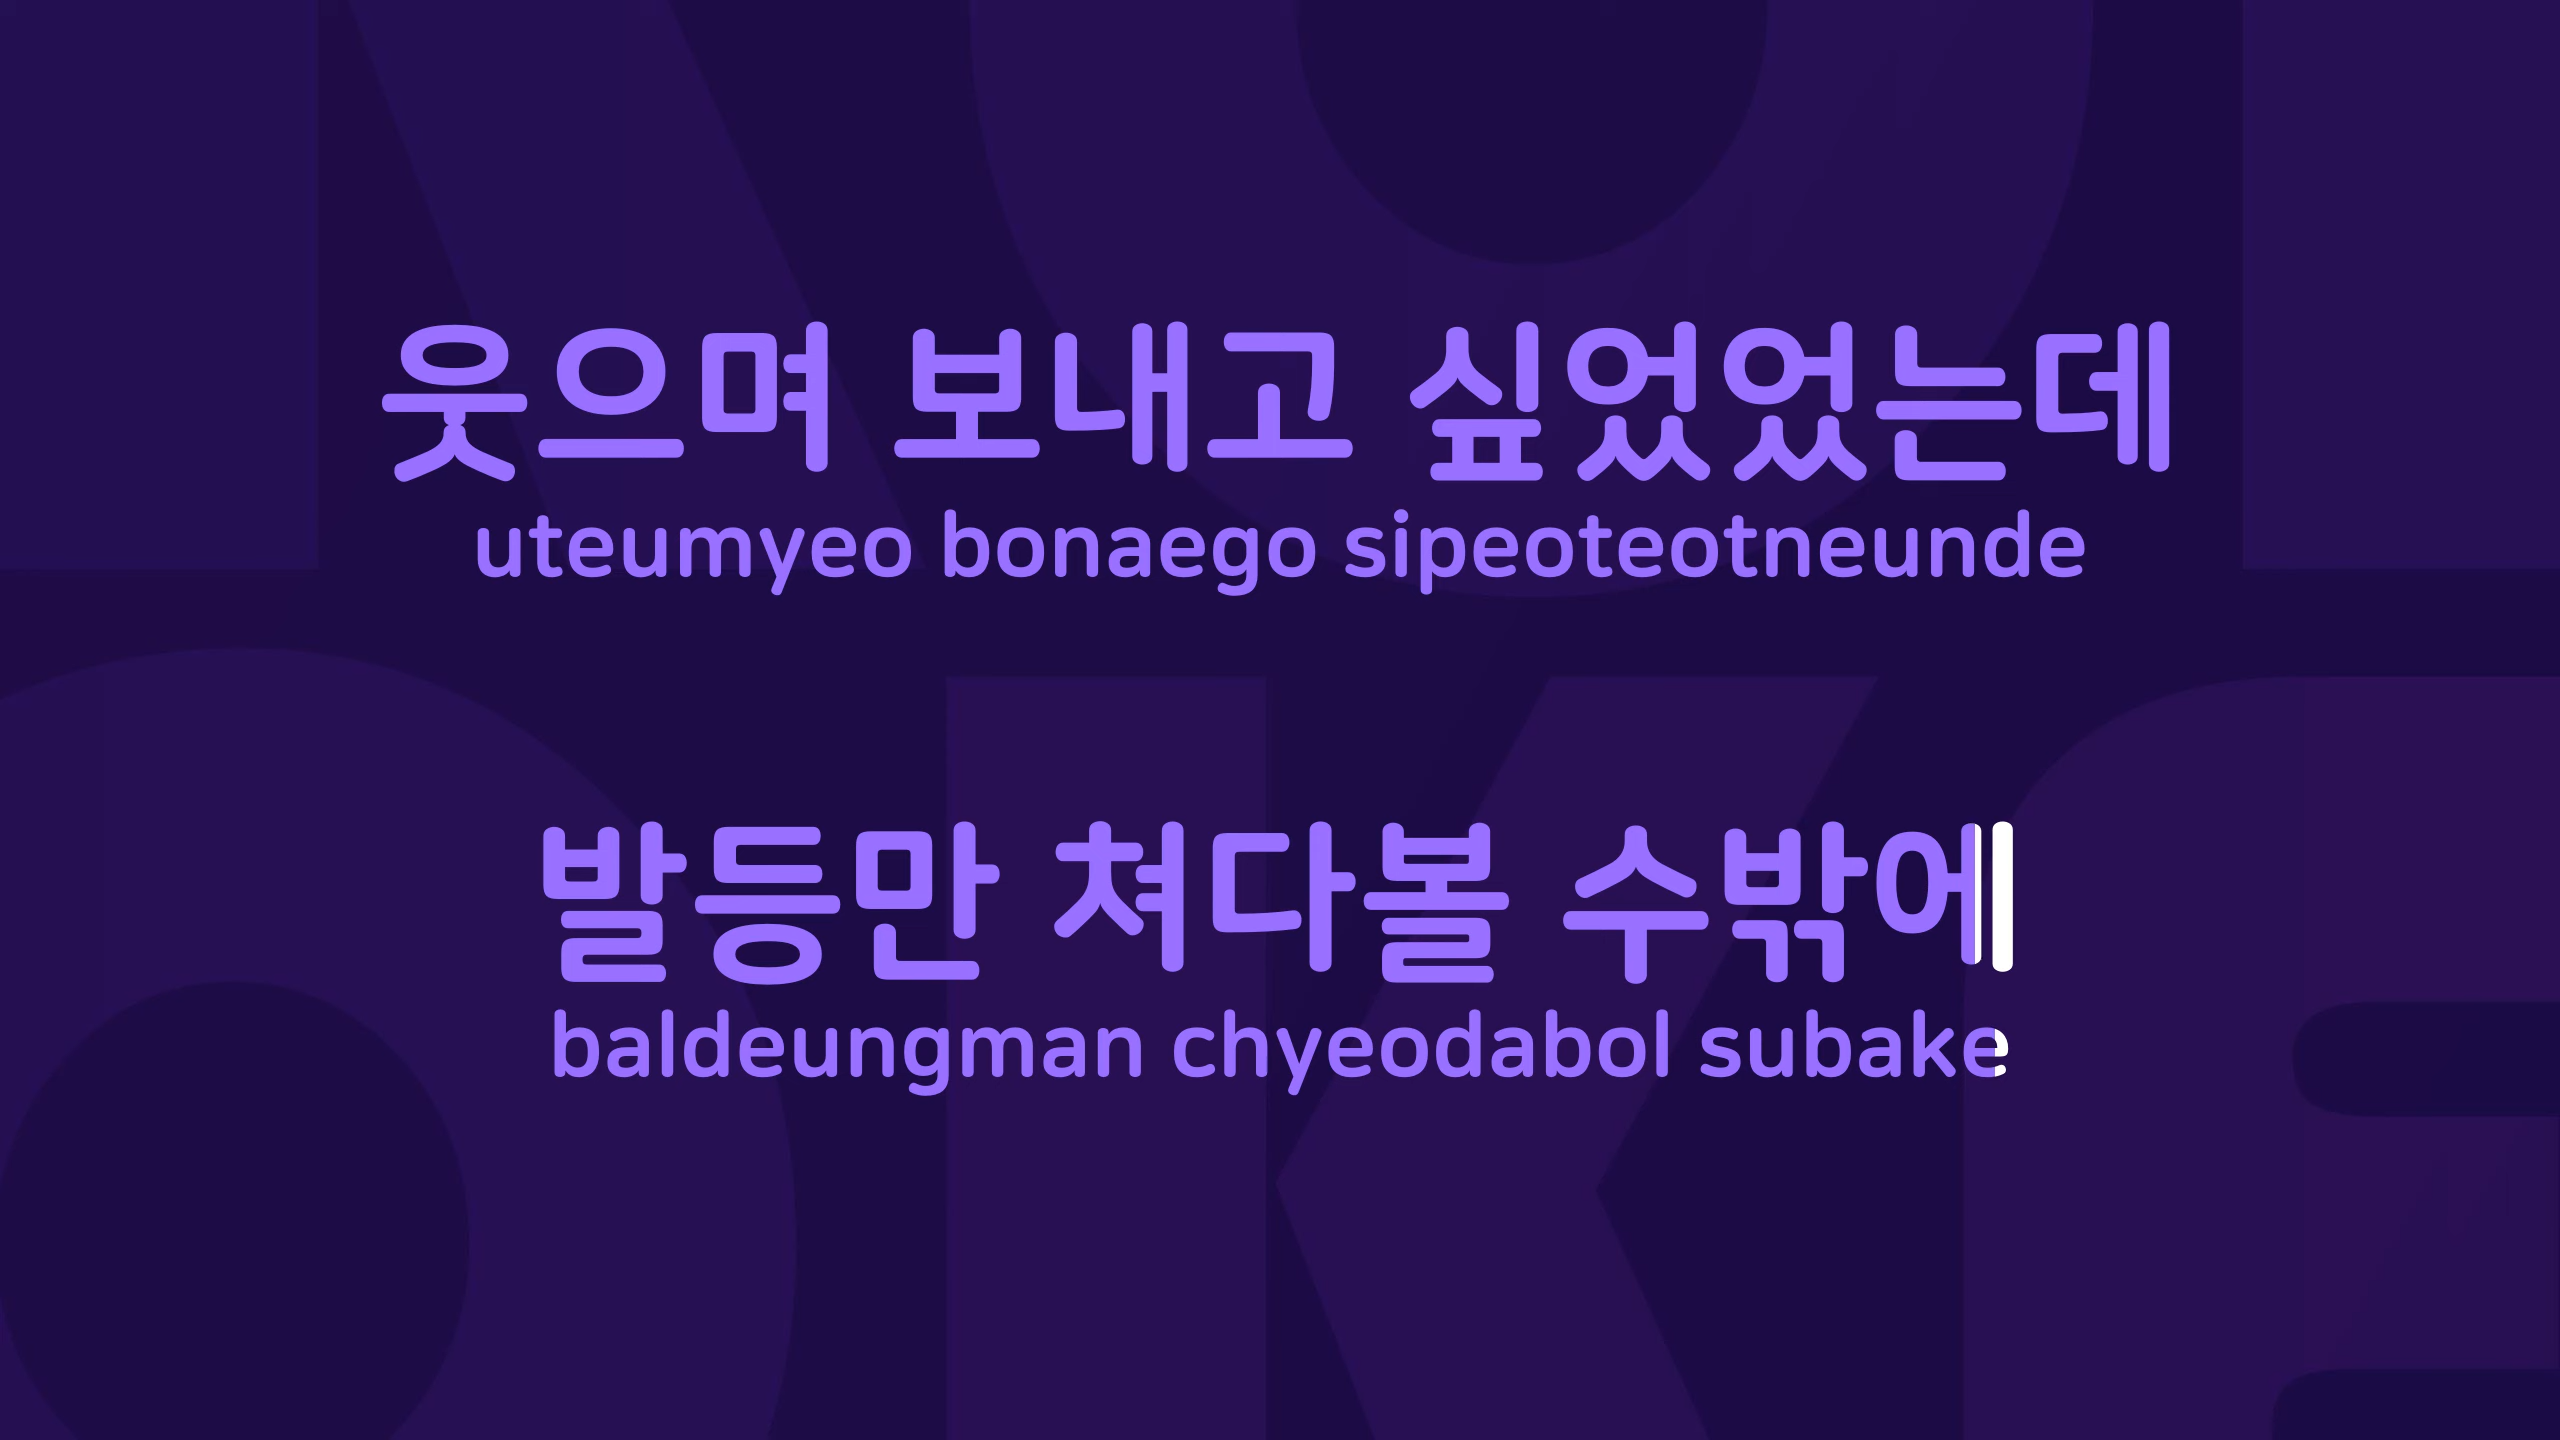 웃으며 보내고 싶었었는데
uteumyeo bonaego sipeoteotneunde
발등만 쳐다볼 수밖에
baldeungman chyeodabol subake